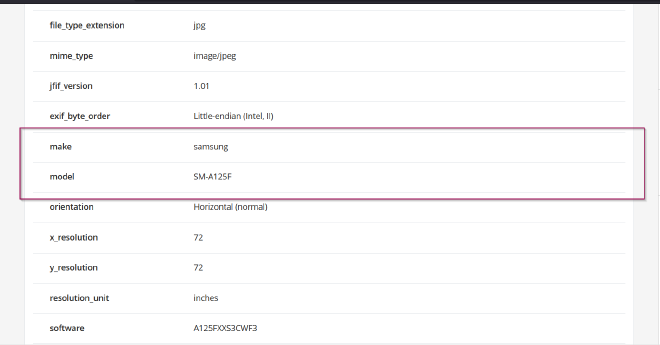 file_type_extension jpg
mime_type image/jpeg
jfif_version 1.01
exif_byte_order Little-endian (Intel, II)
make samsung
model SM-A125F
orientation Horizontal (normal)
x_resolution 72
y_resolution 72
resolution_unit inches
software A125FXXS3CWF3